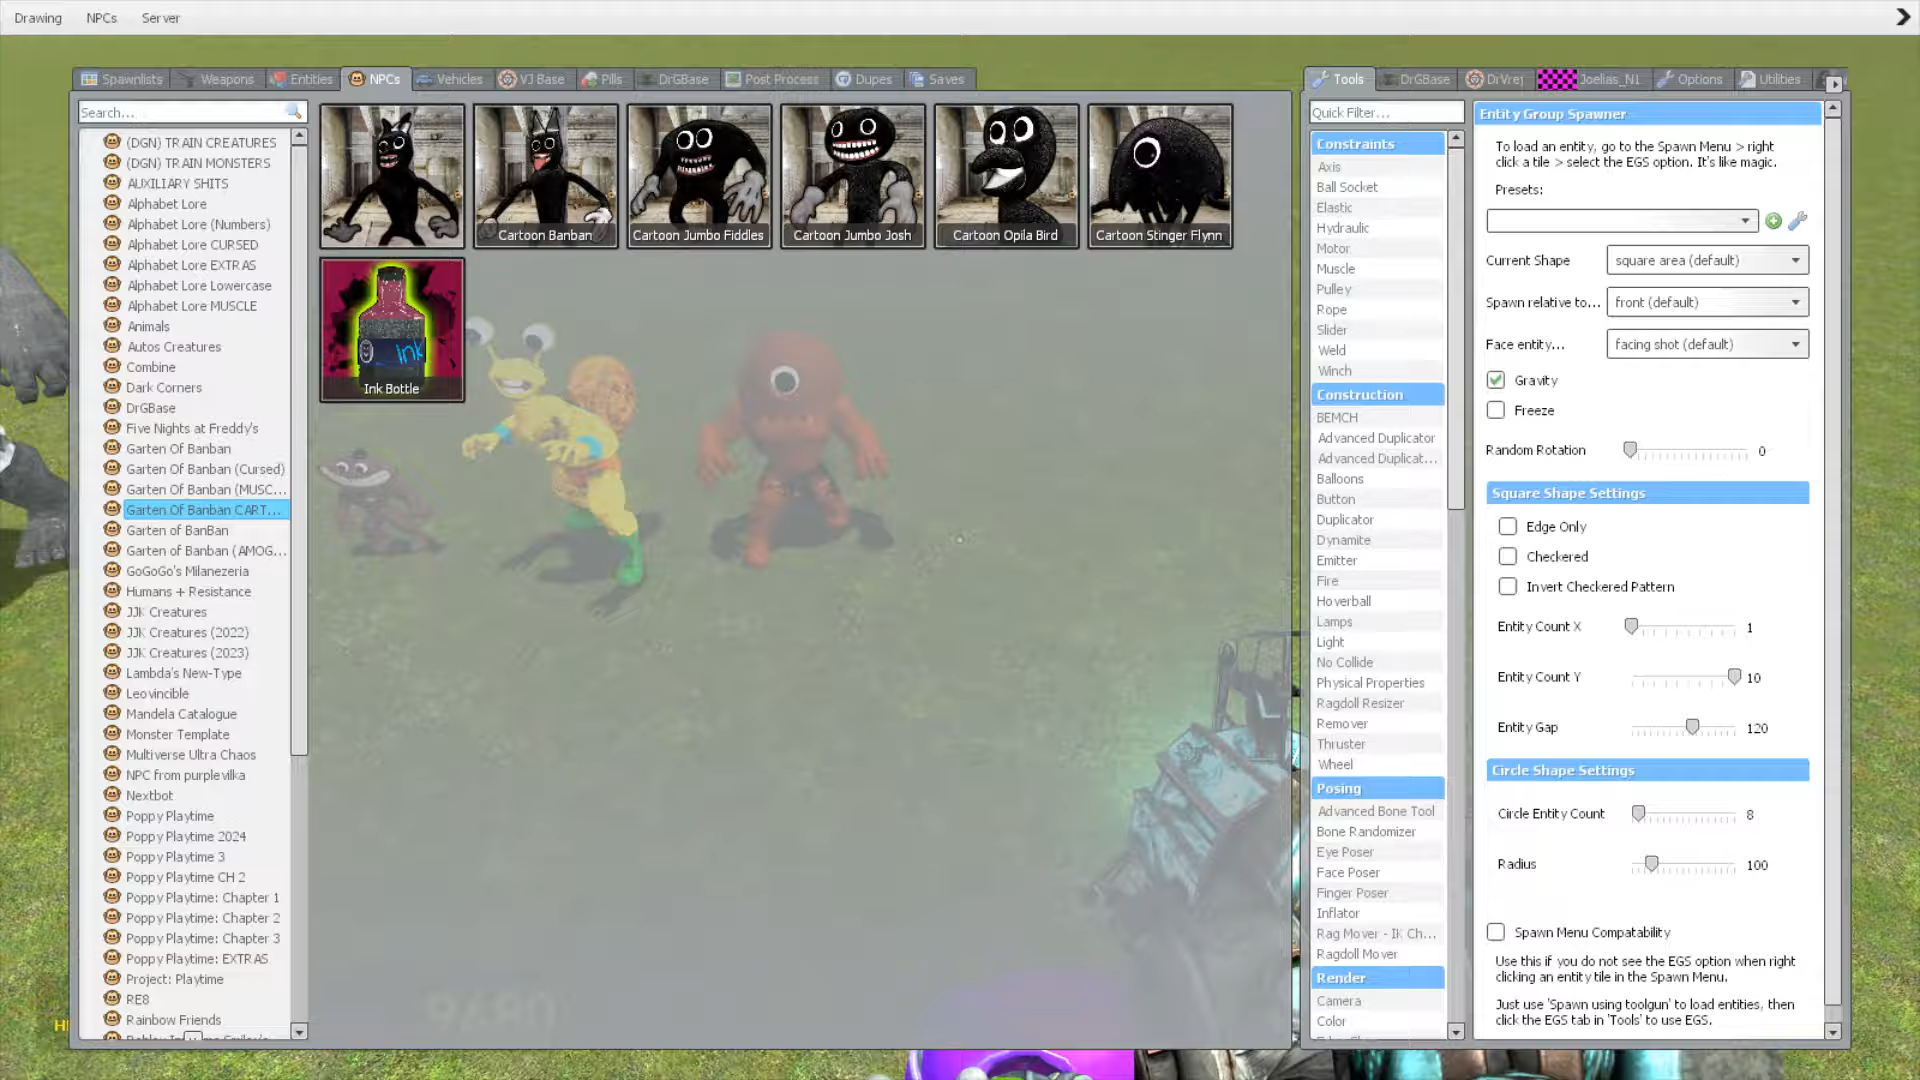 Drawing NPCs Server
Spawnlists Weapons Entities NPCs Vehicles VJ Base Pills DrGBase Post Process Dupes Saves
Search...
(DGN) TRAIN CREATURES
(DGN) TRAIN MONSTERS
AUXILIARY SHITS
Alphabet Lore
Alphabet Lore (Numbers)
Alphabet Lore CURSED
Alphabet Lore EXTRAS
Alphabet Lore Lowercase
Alphabet Lore MUSCLE
Animals
Autos Creatures
Combine
Dark Corners
DrGBase
Five Nights at Freddy's
Garten Of Banban
Garten Of Banban (Cursed)
Garten Of Banban (MUSC...
Garten Of Banban CART...
Garten of BanBan
Garten of Banban (AMOG...
GoGoGo's Milanezeria
Humans + Resistance
JJK Creatures
JJK Creatures (2022)
JJK Creatures (2023)
Lambda's New-Type
Leovincible
Mandela Catalogue
Monster Template
Multiverse Ultra Chaos
NPC from purplevilka
Nextbot
Poppy Playtime
Poppy Playtime 2024
Poppy Playtime 3
Poppy Playtime CH 2
Poppy Playtime: Chapter 1
Poppy Playtime: Chapter 2
Poppy Playtime: Chapter 3
Poppy Playtime: EXTRAS
Project: Playtime
RE8
Rainbow Friends
Cartoon Banban
Cartoon Jumbo Fiddles
Cartoon Jumbo Josh
Cartoon Opila Bird
Cartoon Stinger Flynn
Ink
Ink Bottle
Tools DrGBase DrVrej Joellas_N1 Options Utilities
Quick Filter...
Constraints
Axis
Ball Socket
Elastic
Hydraulic
Motor
Muscle
Pulley
Rope
Slider
Weld
Winch
Construction
BEMCH
Advanced Duplicator
Advanced Duplicat...
Balloons
Button
Duplicator
Dynamite
Emitter
Fire
Hoverball
Lamps
Light
No Collide
Physical Properties
Ragdoll Resizer
Remover
Thruster
Wheel
Posing
Advanced Bone Tool
Bone Randomizer
Eye Poser
Face Poser
Finger Poser
Inflator
Rag Mover - IK Ch...
Ragdoll Mover
Render
Camera
Color
Entity Group Spawner
To load an entity, go to the Spawn Menu > right
click a tile > select the EGS option. It's like magic.
Presets:
Current Shape square area (default)
Spawn relative to... front (default)
Face entity... facing shot (default)
Gravity
Freeze
Random Rotation 0
Square Shape Settings
Edge Only
Checkered
Invert Checkered Pattern
Entity Count X 1
Entity Count Y 10
Entity Gap 120
Circle Shape Settings
Circle Entity Count 8
Radius 100
Spawn Menu Compatability
Use this if you do not see the EGS option when right
clicking an entity tile in the Spawn Menu.
Just use 'Spawn using toolgun' to load entities, then
click the EGS tab in 'Tools' to use EGS.